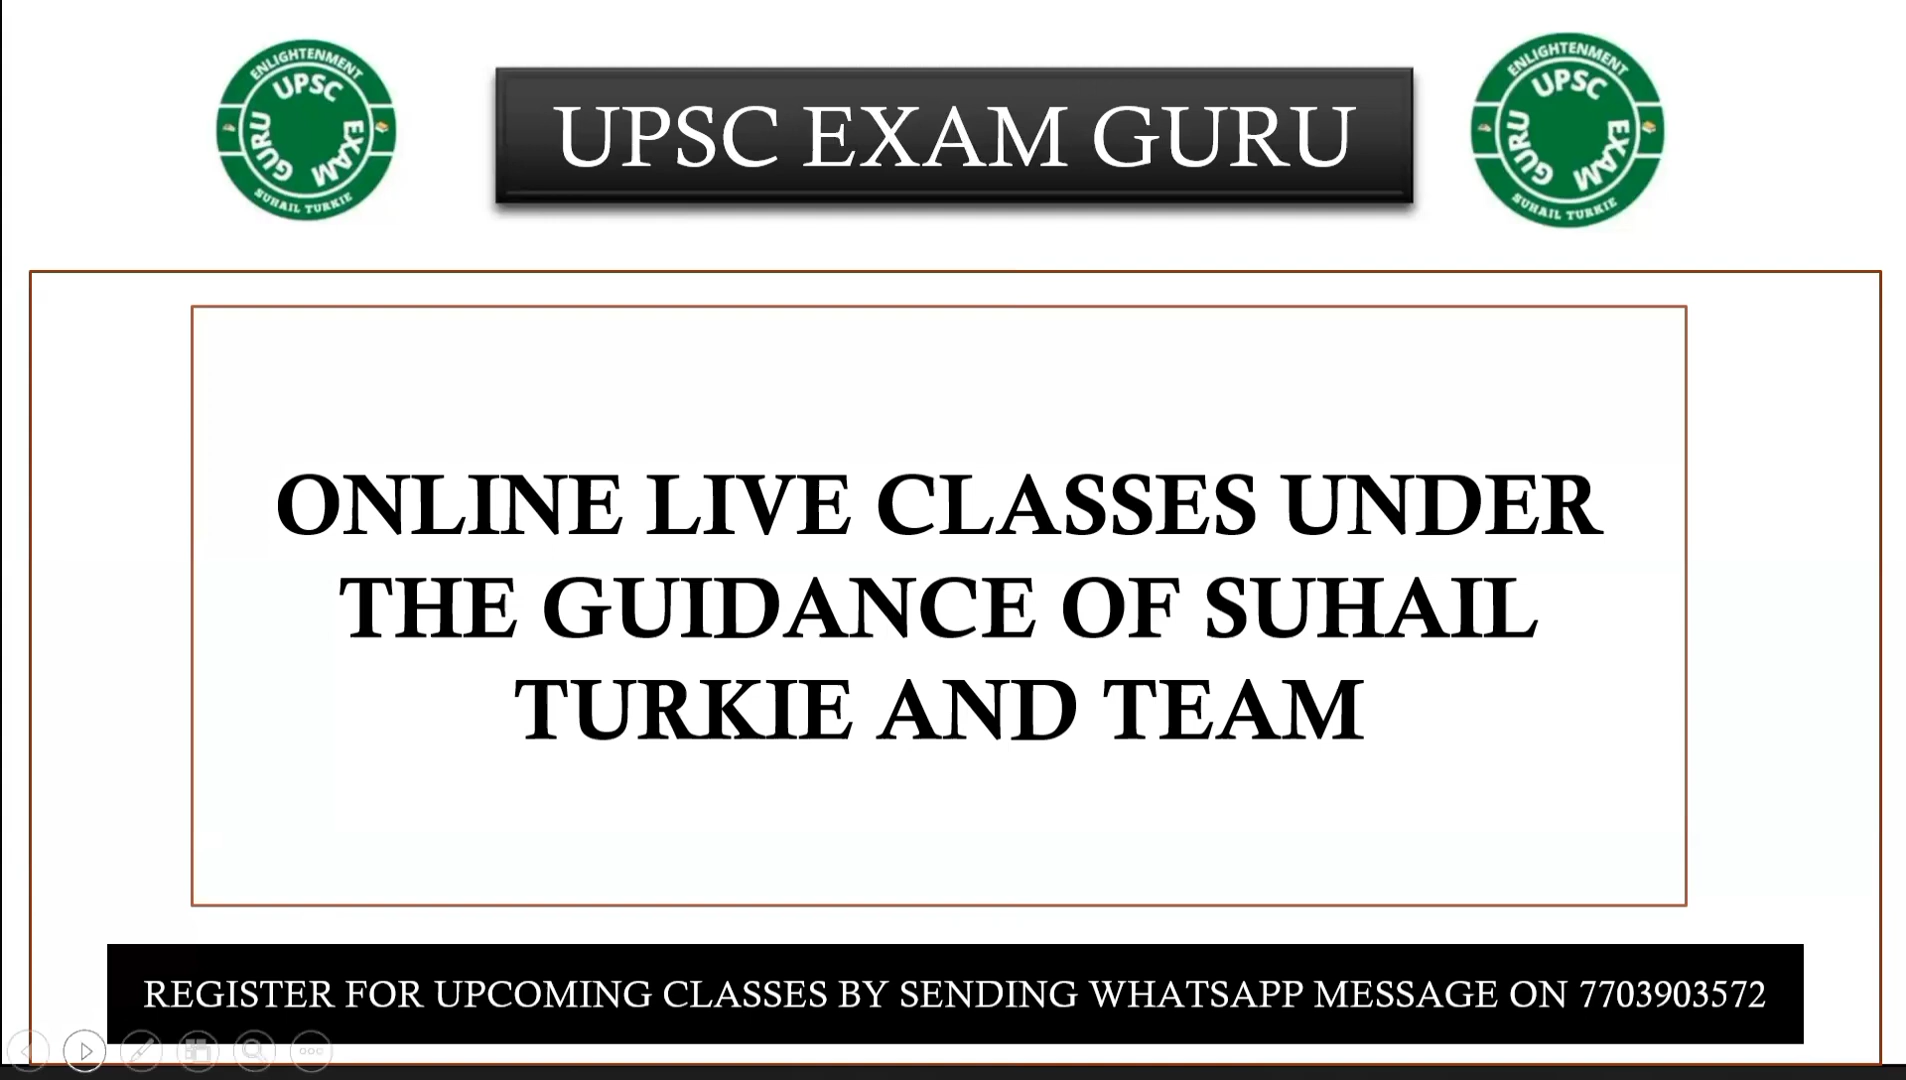 ENLIGHTENMENT
UPSC
EXAM
GURU
SUHAIL TURKIE
UPSC EXAM GURU
ENLIGHTENMENT
UPSC
EXAM
GURU
SUHAIL TURKIE
ONLINE LIVE CLASSES UNDER
THE GUIDANCE OF SUHAIL
TURKIE AND TEAM
REGISTER FOR UPCOMING CLASSES BY SENDING WHATSAPP MESSAGE ON 7703903572